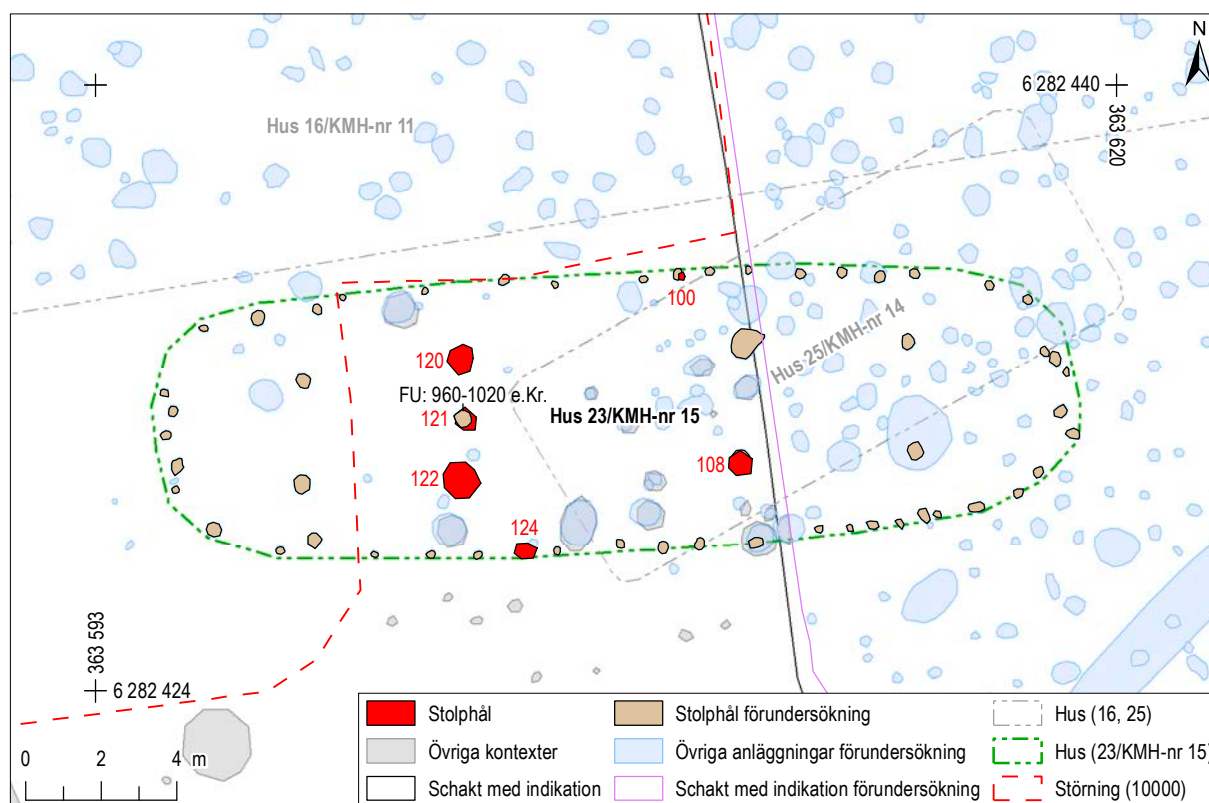 N
6 282 440
363 620
Hus 16/KMH-nr 11
100
Hus 25/KMH-nr 14
120
FU: 960-1020 e.Kr.
121
Hus 23/KMH-nr 15
108
122
124
363 593
6 282 424
0 2 4 m
Stolphål
Stolphål förundersökning
Hus (16, 25)
Övriga kontexter
Övriga anläggningar förundersökning
Hus (23/KMH-nr 15)
Schakt med indikation
Schakt med indikation förundersökning
Störning (10000)